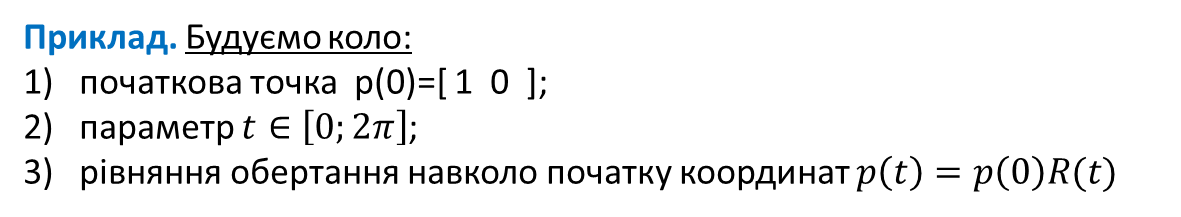 Приклад. Будуємо коло:
1) початкова точка p(0)=[ 1 0 ];
2) параметр t ∈ [0; 2π];
3) рівняння обертання навколо початку координат p(t) = p(0)R(t)